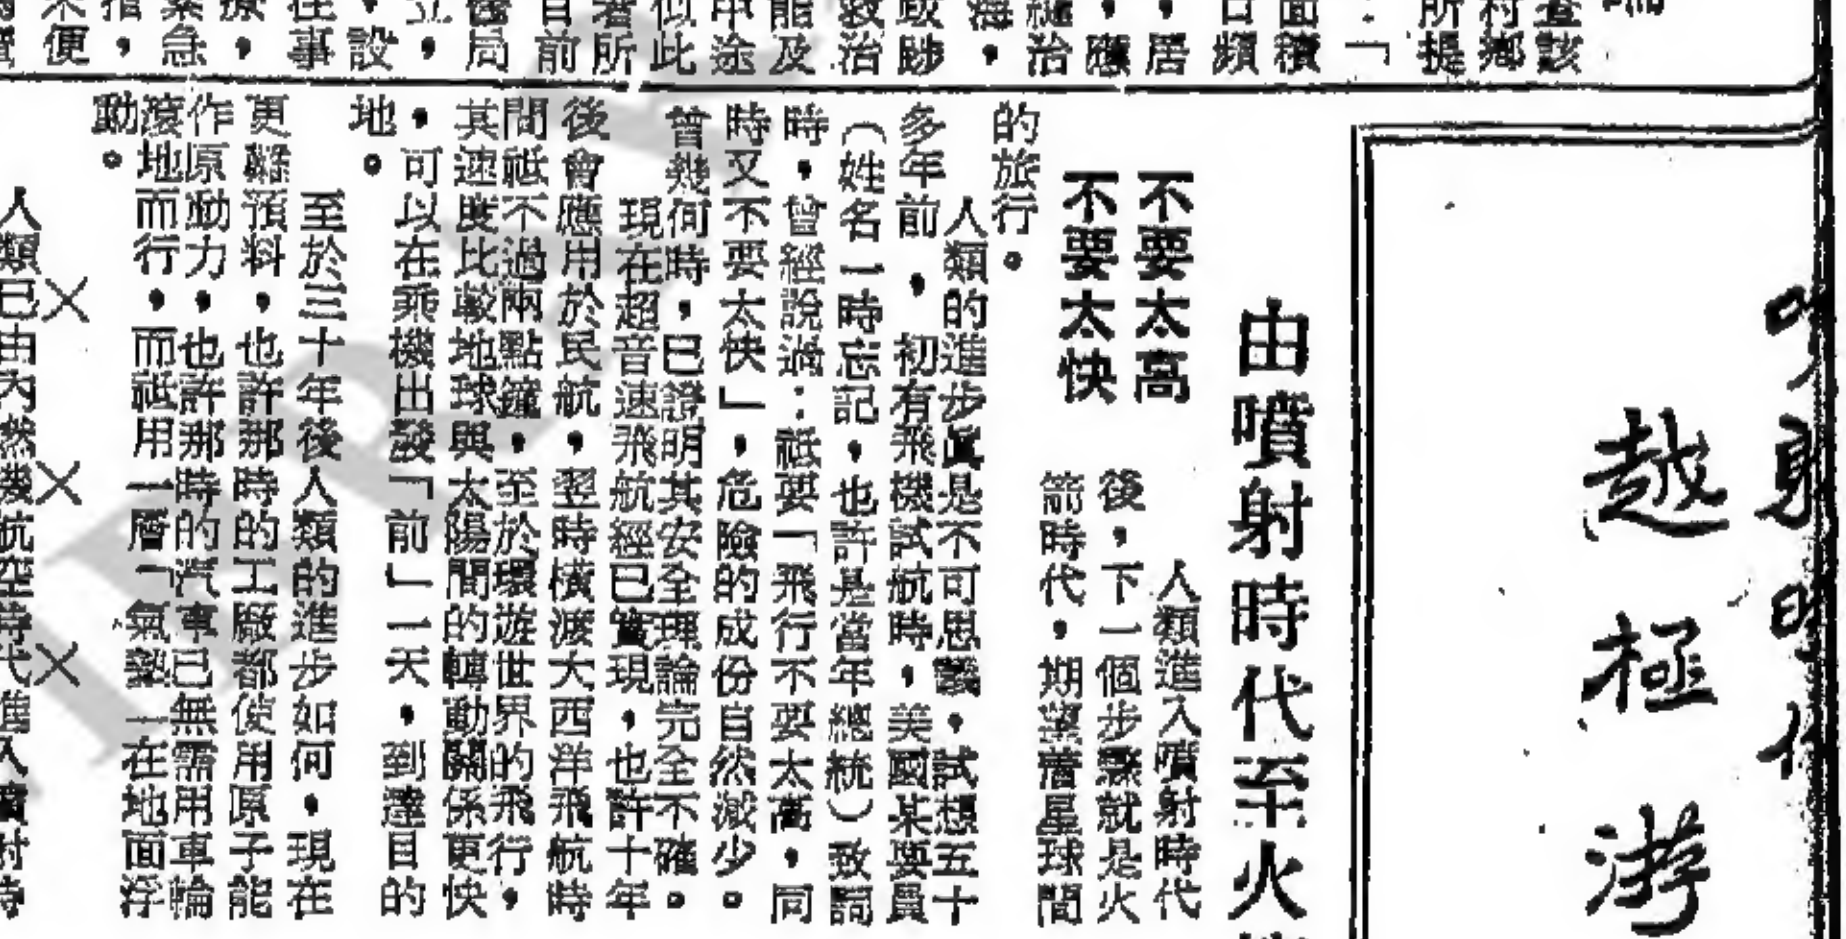 越極游
由噴射時代至火
不要太高
不要太快
人類進入噴射時代
後，下一個步驟就是火
箭時代，期望着星球間
的旅行。
人類的進步眞是不可思議，試想五十
多年前，初有飛機試航時，美國某要員
（姓名一時忘記，也許是當年總統）致詞
時，曾經說過：祗要「飛行不要太高，同
時又不要太快」，危險的成份自然減少。
曾幾何時，已證明其安全理論完全不確。
現在超音速飛航經已實現，也許十年
後會應用於民航，翌時橫渡大西洋飛航時
間祗不過兩點鐘，至於環遊世界的飛行，
其速度比較地球與太陽間的轉動關係更快
，可以在乘機出發「前」一天，到達目的
地。
至於三十年後人類的進步如何，現在
更難預料，也許那時的工廠都使用原子能
作原動力，也許那時的汽車已無需用車輪
滾地而行，而祗用一層「氣墊」在地面浮
動。
×××
人類已由內燃機航空時代進入噴射時